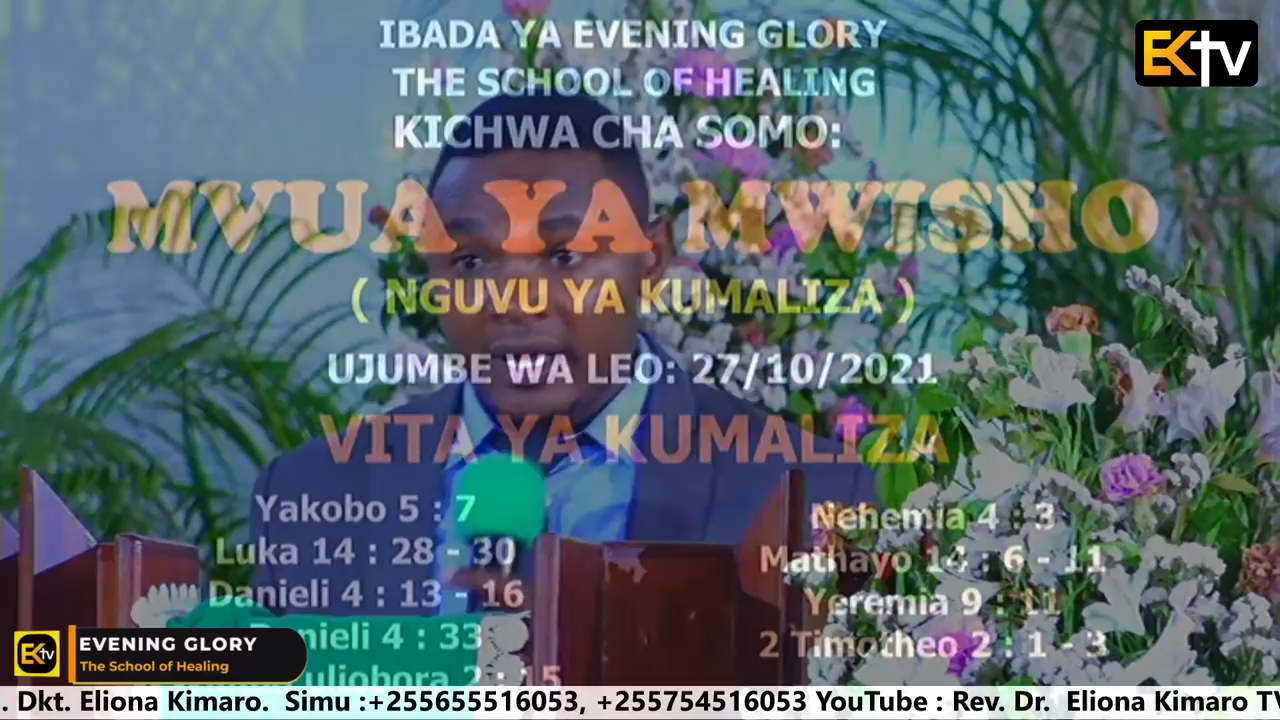 IBADA YA EVENING GLORY
THE SCHOOL OF HEALING
KICHWA CHA SOMO:
MVUA YA MWISHO
( NGUVU YA KUMALIZA )
UJUMBE WA LEO: 27/10/2021
VITA YA KUMALIZA
Yakobo 5 : 7
Luka 14 : 28 - 30
Danieli 4 : 13 - 16
Danieli 4 : 33
2 : 15
Nehemia 4 : 3
Mathayo 14 : 6 - 11
Yeremia 9 : 11
2 Timotheo 2 : 1 - 3
EKTV
EKTV
EVENING GLORY
The School of Healing
. Dkt. Eliona Kimaro. Simu :+255655516053, +255754516053 YouTube : Rev. Dr. Eliona Kimaro TV